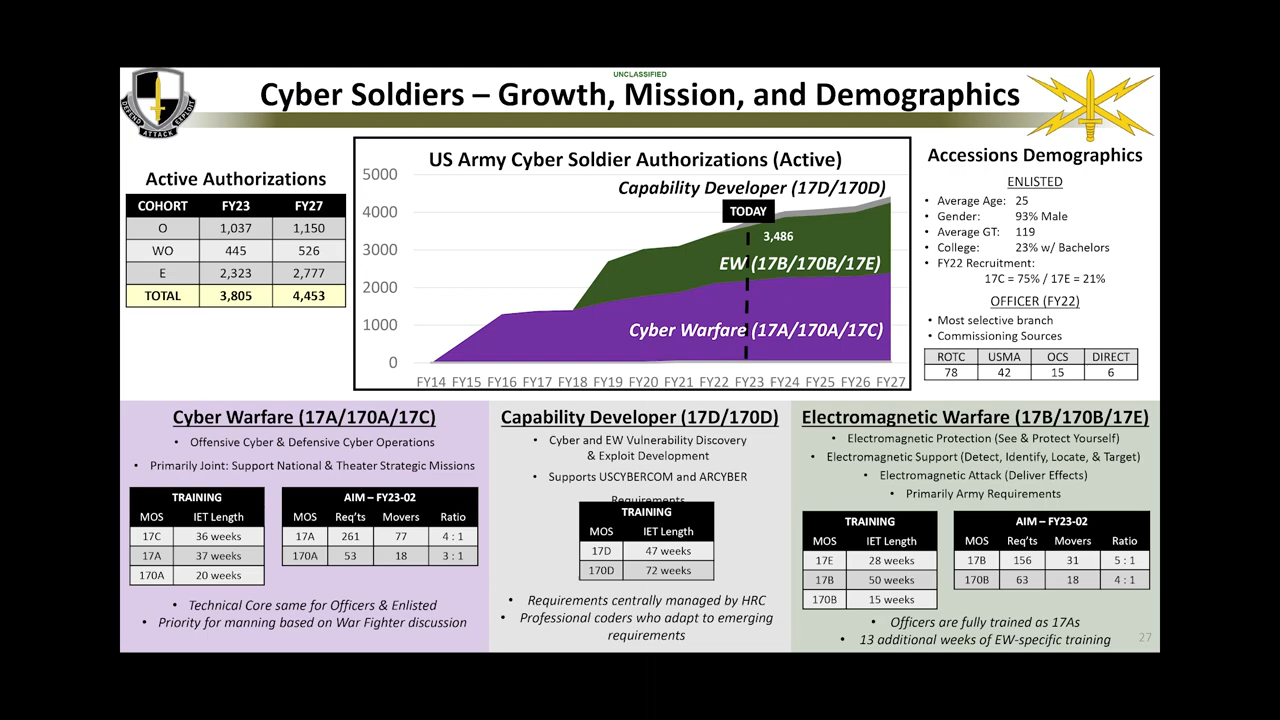 UNCLASSIFIED
Cyber Soldiers – Growth, Mission, and Demographics
DEFEND ATTACK EXPLOIT
Active Authorizations
COHORT FY23 FY27
O 1,037 1,150
WO 445 526
E 2,323 2,777
TOTAL 3,805 4,453
US Army Cyber Soldier Authorizations (Active)
5000
4000
3000
2000
1000
0
Capability Developer (17D/170D)
TODAY
3,486
EW (17B/170B/17E)
Cyber Warfare (17A/170A/17C)
FY14 FY15 FY16 FY17 FY18 FY19 FY20 FY21 FY22 FY23 FY24 FY25 FY26 FY27
Accessions Demographics
ENLISTED
• Average Age: 25
• Gender: 93% Male
• Average GT: 119
• College: 23% w/ Bachelors
• FY22 Recruitment:
17C = 75% / 17E = 21%
OFFICER (FY22)
• Most selective branch
• Commissioning Sources
ROTC USMA OCS DIRECT
78 42 15 6
Cyber Warfare (17A/170A/17C)
• Offensive Cyber & Defensive Cyber Operations
• Primarily Joint: Support National & Theater Strategic Missions
TRAINING
MOS IET Length
17C 36 weeks
17A 37 weeks
170A 20 weeks
AIM – FY23-02
MOS Req'ts Movers Ratio
17A 261 77 4 : 1
170A 53 18 3 : 1
• Technical Core same for Officers & Enlisted
• Priority for manning based on War Fighter discussion
Capability Developer (17D/170D)
• Cyber and EW Vulnerability Discovery
& Exploit Development
• Supports USCYBERCOM and ARCYBER
Requirements
TRAINING
MOS IET Length
17D 47 weeks
170D 72 weeks
• Requirements centrally managed by HRC
• Professional coders who adapt to emerging
requirements
Electromagnetic Warfare (17B/170B/17E)
• Electromagnetic Protection (See & Protect Yourself)
• Electromagnetic Support (Detect, Identify, Locate, & Target)
• Electromagnetic Attack (Deliver Effects)
• Primarily Army Requirements
TRAINING
MOS IET Length
17E 28 weeks
17B 50 weeks
170B 15 weeks
AIM – FY23-02
MOS Req'ts Movers Ratio
17B 156 31 5 : 1
170B 63 18 4 : 1
• Officers are fully trained as 17As
• 13 additional weeks of EW-specific training
27